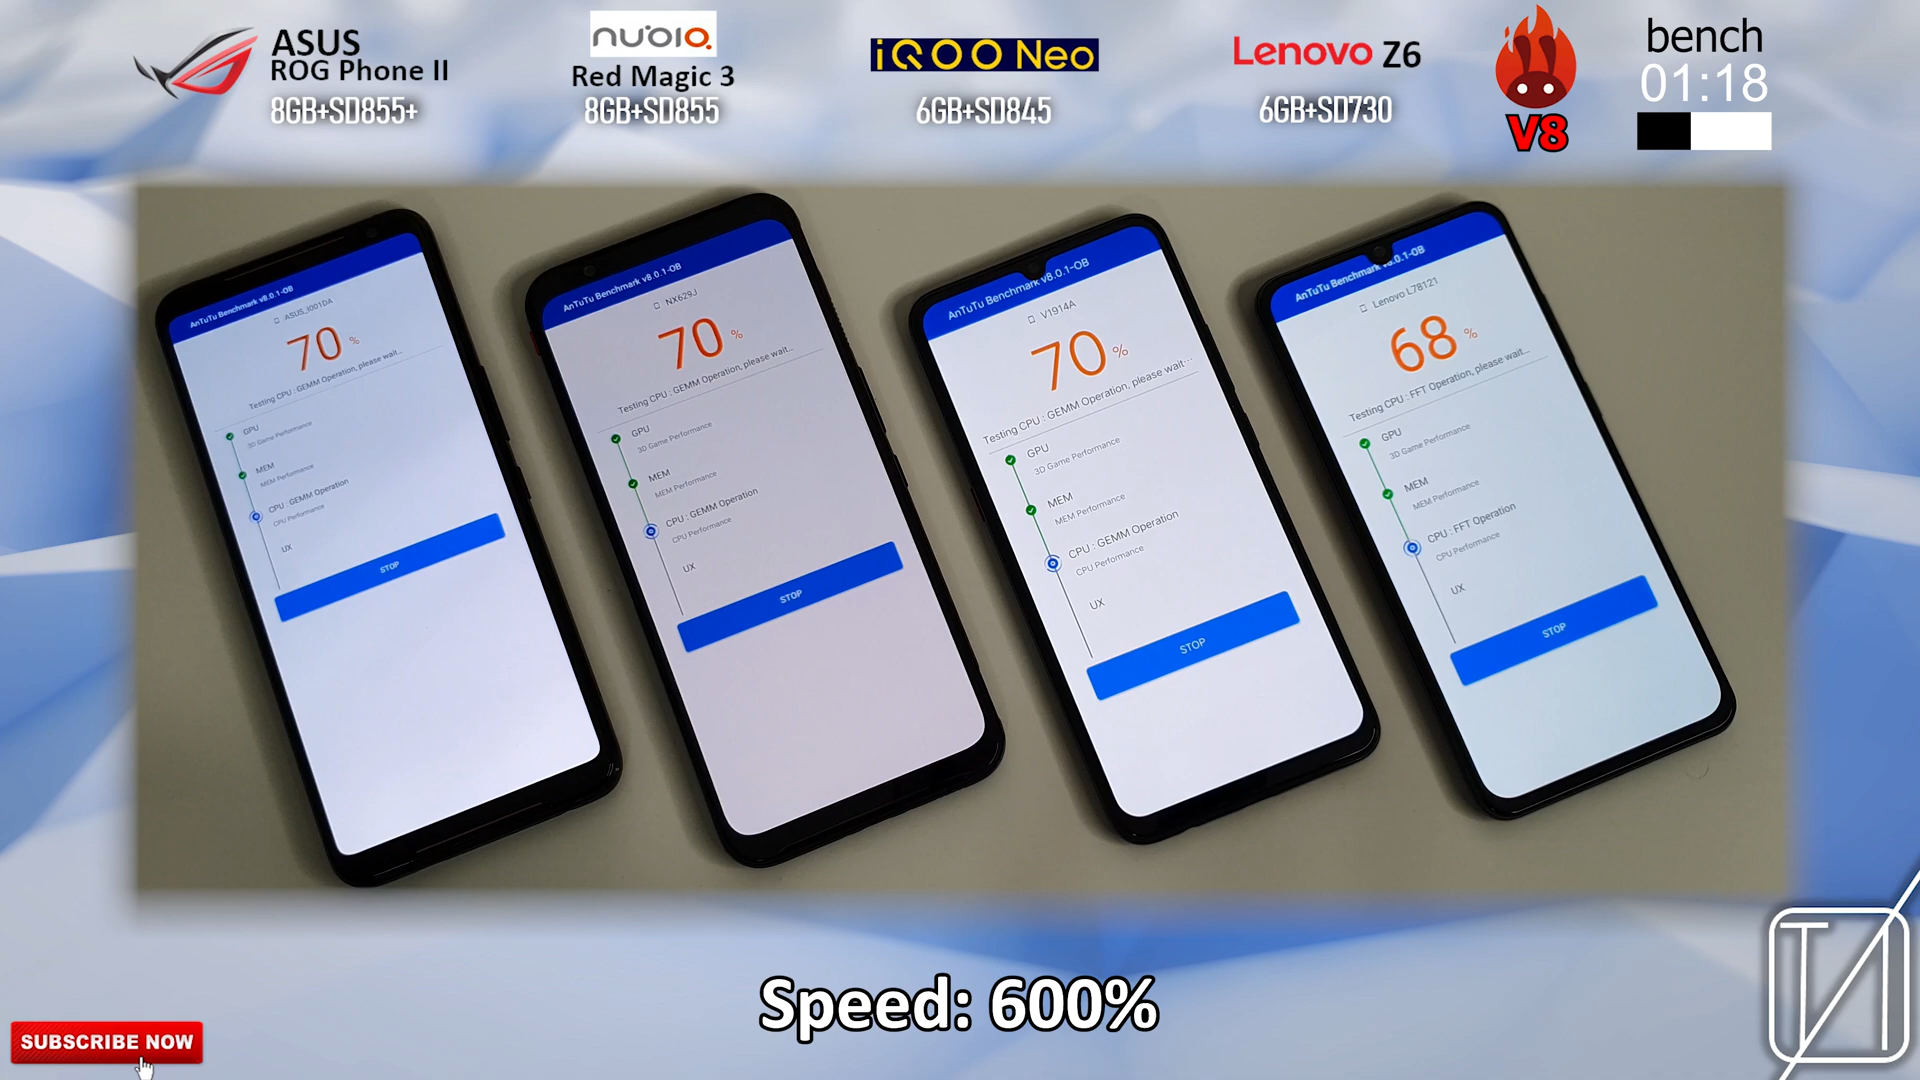 ASUS
ROG Phone II
8GB+SD855+
nubia
Red Magic 3
8GB+SD855
iQOO Neo
6GB+SD845
Lenovo Z6
6GB+SD730
V8
bench
01:18
AnTuTu Benchmark v8.0.1-OB
ASUS_I001DA
70 %
Testing CPU : GEMM Operation, please wait...
GPU
3D Game Performance
MEM
MEM Performance
CPU : GEMM Operation
CPU Performance
UX
STOP
AnTuTu Benchmark v8.0.1-OB
NX629J
70 %
Testing CPU : GEMM Operation, please wait...
GPU
3D Game Performance
MEM
MEM Performance
CPU : GEMM Operation
CPU Performance
UX
STOP
AnTuTu Benchmark v8.0.1-OB
V1914A
70 %
Testing CPU : GEMM Operation, please wait...
GPU
3D Game Performance
MEM
MEM Performance
CPU : GEMM Operation
CPU Performance
UX
STOP
AnTuTu Benchmark v8.0.1-OB
Lenovo L78121
68 %
Testing CPU : FFT Operation, please wait...
GPU
3D Game Performance
MEM
MEM Performance
CPU : FFT Operation
CPU Performance
UX
STOP
Speed: 600%
SUBSCRIBE NOW